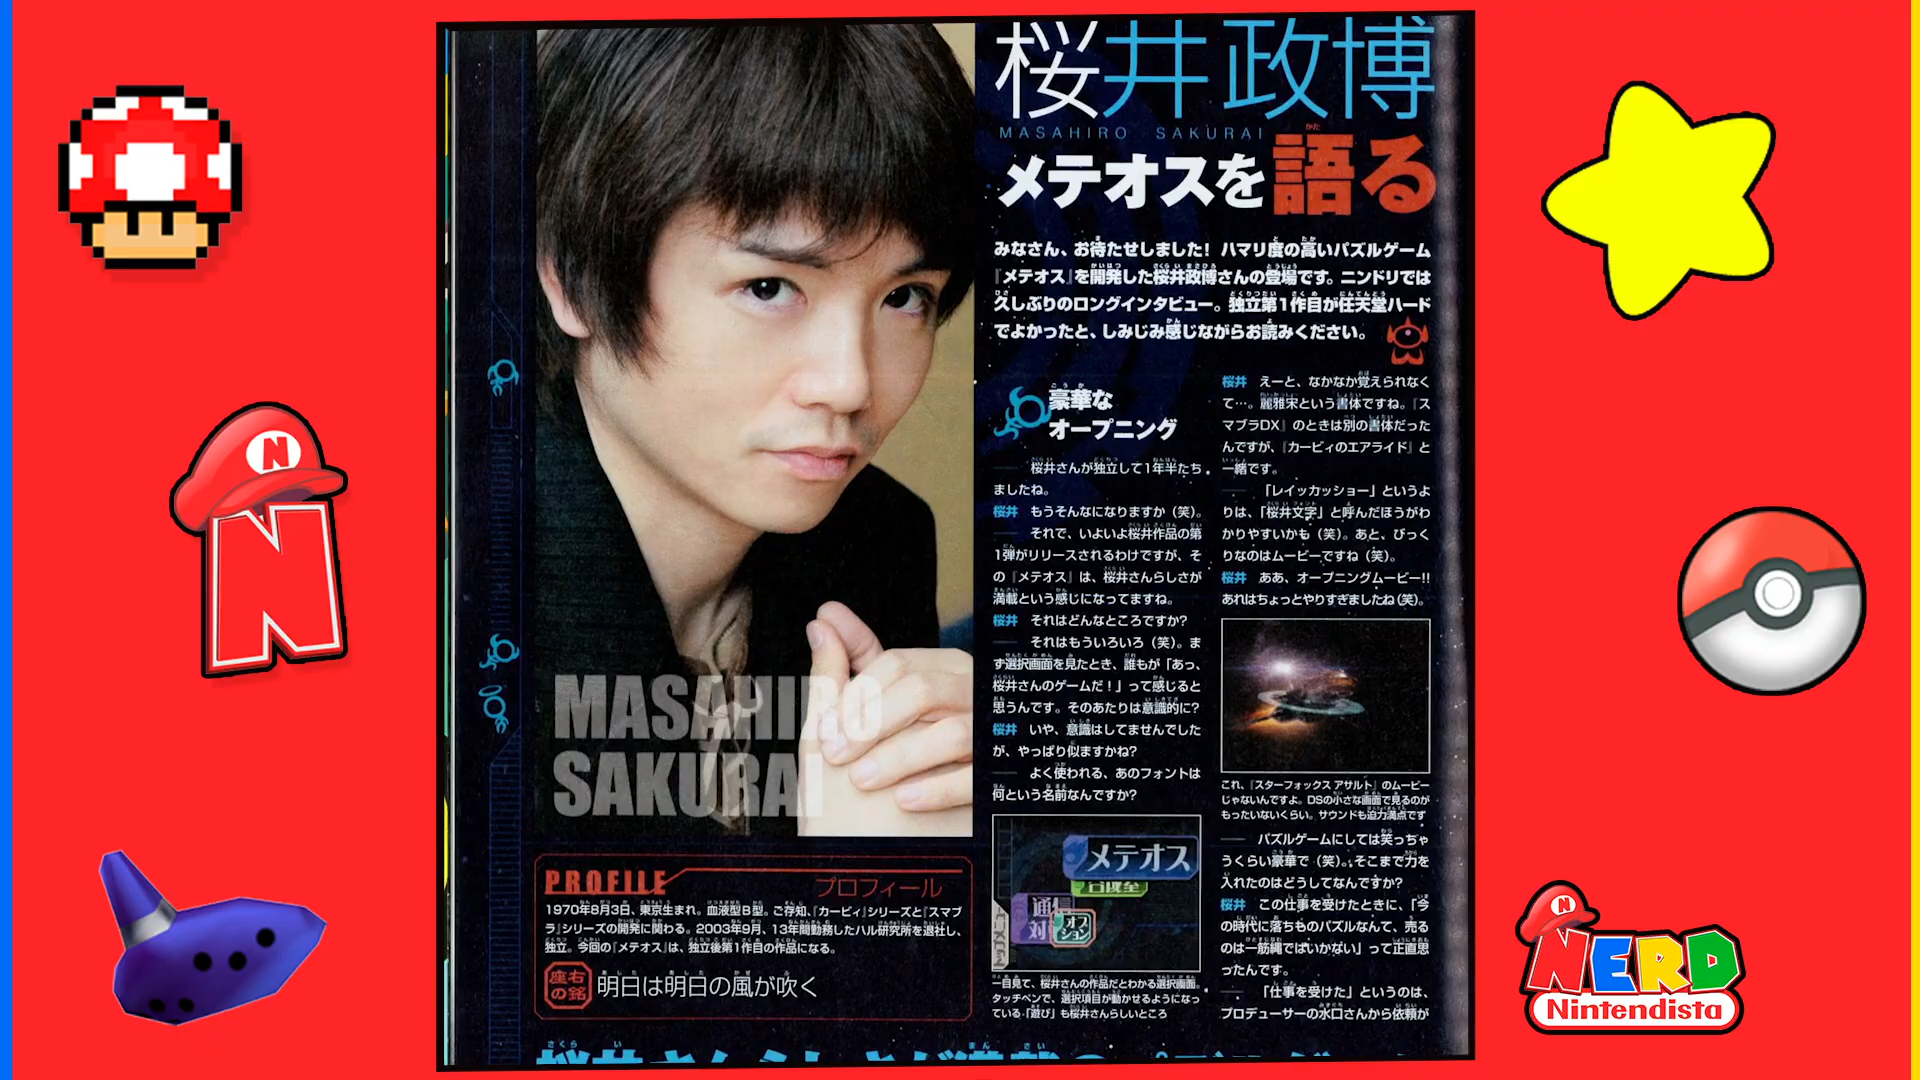 桜井政博
MASAHIRO SAKURAI
メテオスを語る
みなさん、お待たせしました! ハマリ度の高いパズルゲーム
『メテオス』を開発した桜井政博さんの登場です。ニンドリでは
久しぶりのロングインタビュー。独立第1作目が任天堂ハード
でよかったと、しみじみ感じながらお読みください。
豪華な
オープニング
── 桜井さんが独立して1年半たち
ましたね。
桜井 もうそんなになりますか(笑)。
── それで、いよいよ桜井作品の第
1弾がリリースされるわけですが、そ
の『メテオス』は、桜井さんらしさが
満載という感じになってますね。
桜井 それはどんなところですか?
── それはもういろいろ(笑)。ま
ず選択画面を見たとき、誰もが「あっ、
桜井さんのゲームだ!」って感じると
思うんです。そのあたりは意識的に?
桜井 いや、意識はしてませんでした
が、やっぱり似ますかね?
── よく使われる、あのフォントは
何という名前なんですか?
メテオス
合成室
通信
対
オプション
一目見て、桜井さんの作品だとわかる選択画面。
タッチペンで、選択項目が動かせるようになっ
ている「遊び」も桜井さんらしいところ
桜井 えーと、なかなか覚えられなく
て…。麗雅宋という書体ですね。『ス
マブラDX』のときは別の書体だった
んですが、『カービィのエアライド』と
一緒です。
── 「レイッカッショー」というよ
りは、「桜井文字」と呼んだほうがわ
かりやすいかも(笑)。あと、びっく
りなのはムービーですね(笑)。
桜井 ああ、オープニングムービー!!
あれはちょっとやりすぎましたね(笑)。
これ、『スターフォックス アサルト』のムービー
じゃないんですよ。DSの小さな画面で見るのが
もったいないくらい。サウンドも迫力満点です
── パズルゲームにしては笑っちゃ
うくらい豪華で(笑)。そこまで力を
入れたのはどうしてなんですか?
桜井 この仕事を受けたときに、「今
の時代に落ちものパズルなんて、売る
のは一筋縄ではいかない」って正直思
ったんです。
── 「仕事を受けた」というのは、
プロデューサーの水口さんから依頼が
MASAHIRO
SAKURAI
PROFILE プロフィール
1970年8月3日、東京生まれ。血液型B型。ご存知、『カービィ』シリーズと『スマブ
ラ』シリーズの開発に関わる。2003年9月、13年間勤務したハル研究所を退社し、
独立。今回の『メテオス』は、独立後第1作目の作品になる。
座右の銘 明日は明日の風が吹く
N
N
N
NERD
Nintendista